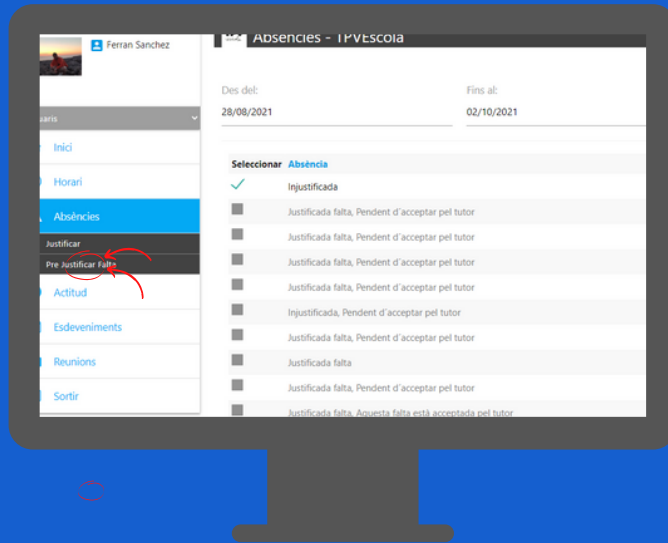 Ferran Sanchez
Absències - TPVEscola
Des del:
Fins al:
28/08/2021
02/10/2021
uaris
Inici
Horari
Absències
Justificar
Pre Justificar Falta
Actitud
Esdeveniments
Reunions
Sortir
Seleccionar Absència
Injustificada
Justificada falta, Pendent d´acceptar pel tutor
Justificada falta, Pendent d´acceptar pel tutor
Justificada falta, Pendent d´acceptar pel tutor
Justificada falta, Pendent d´acceptar pel tutor
Injustificada, Pendent d´acceptar pel tutor
Justificada falta, Pendent d´acceptar pel tutor
Justificada falta
Justificada falta, Pendent d´acceptar pel tutor
Justificada falta, Aquesta falta està acceptada pel tutor